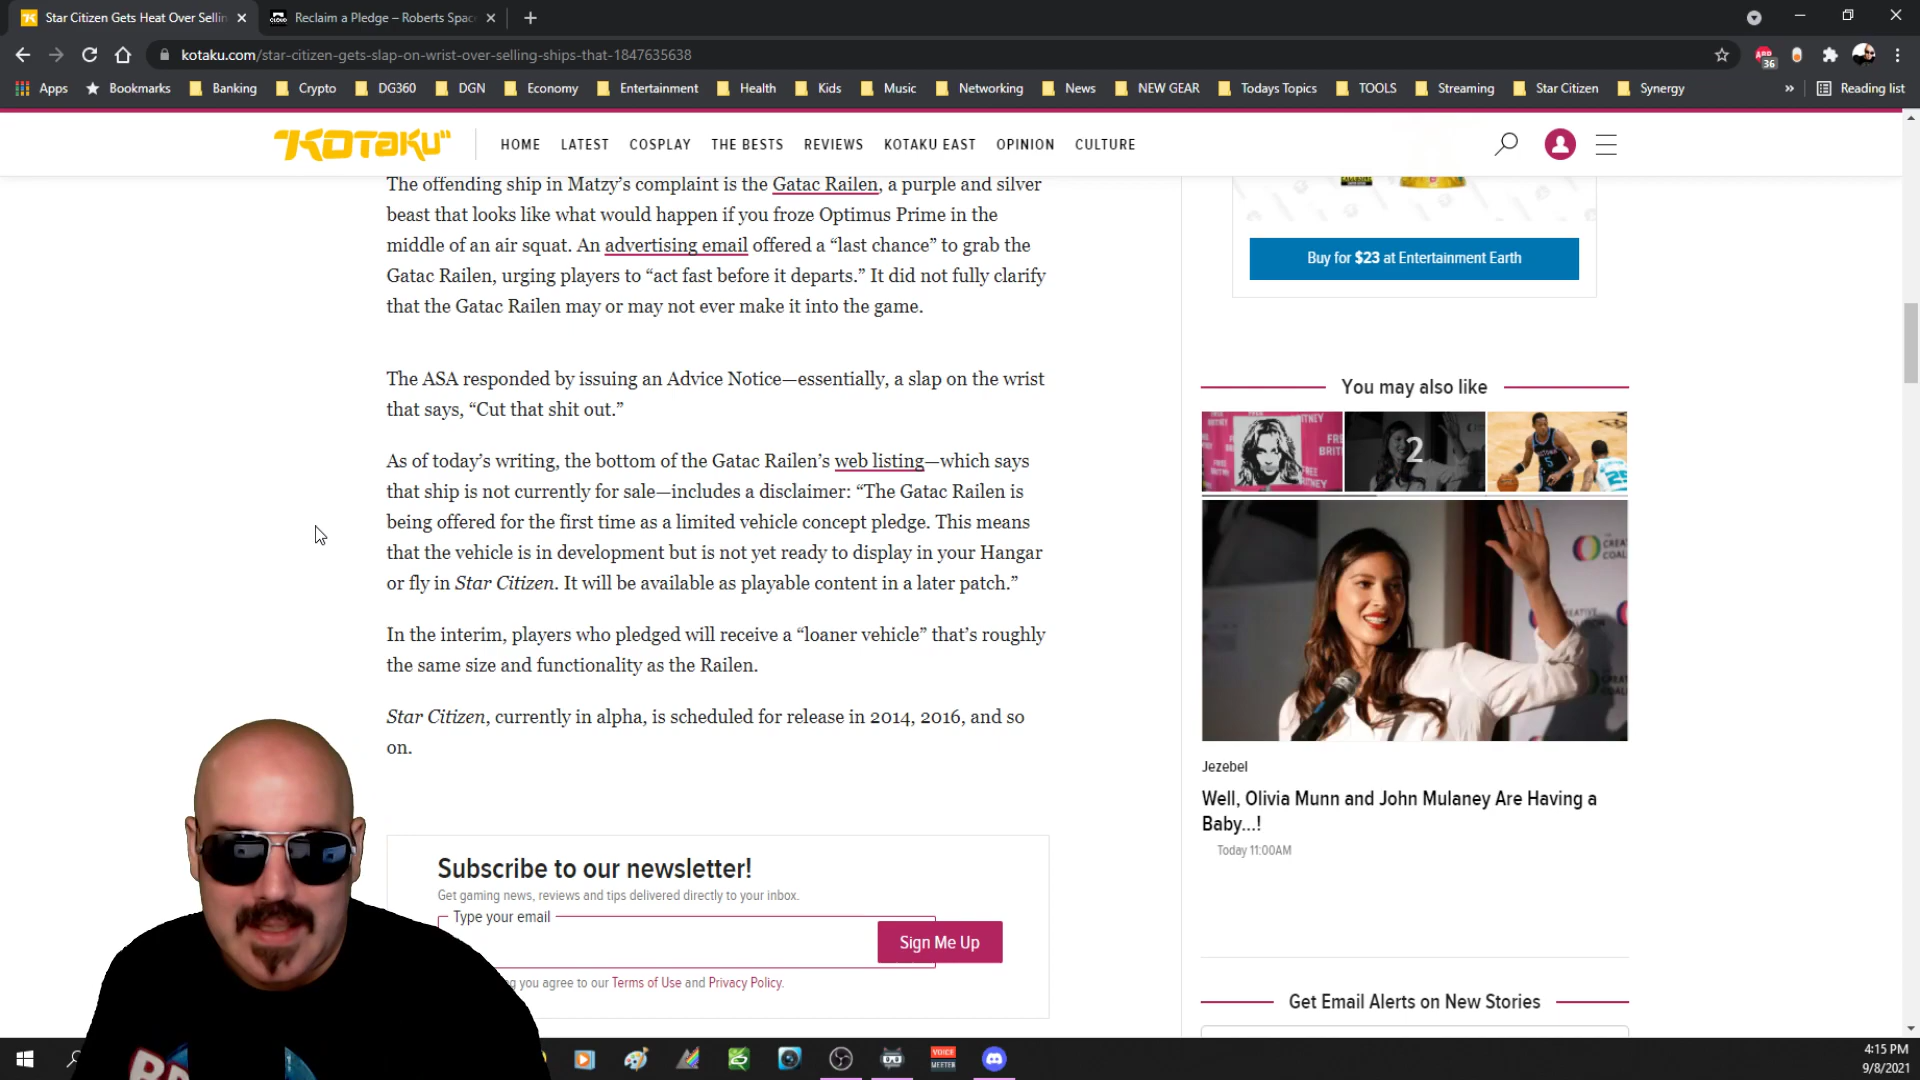 Star Citizen Gets Heat Over Sellin
Reclaim a Pledge – Roberts Spac
kotaku.com/star-citizen-gets-slap-on-wrist-over-selling-ships-that-1847635638
36
Apps Bookmarks Banking Crypto DG360 DGN Economy Entertainment Health Kids Music Networking News NEW GEAR Todays Topics TOOLS Streaming Star Citizen Synergy » Reading list
KOTAKU HOME LATEST COSPLAY THE BESTS REVIEWS KOTAKU EAST OPINION CULTURE
The offending ship in Matzy’s complaint is the Gatac Railen, a purple and silver
beast that looks like what would happen if you froze Optimus Prime in the
middle of an air squat. An advertising email offered a “last chance” to grab the
Gatac Railen, urging players to “act fast before it departs.” It did not fully clarify
that the Gatac Railen may or may not ever make it into the game.
The ASA responded by issuing an Advice Notice—essentially, a slap on the wrist
that says, “Cut that shit out.”
As of today’s writing, the bottom of the Gatac Railen’s web listing—which says
that ship is not currently for sale—includes a disclaimer: “The Gatac Railen is
being offered for the first time as a limited vehicle concept pledge. This means
that the vehicle is in development but is not yet ready to display in your Hangar
or fly in Star Citizen. It will be available as playable content in a later patch.”
In the interim, players who pledged will receive a “loaner vehicle” that’s roughly
the same size and functionality as the Railen.
Star Citizen, currently in alpha, is scheduled for release in 2014, 2016, and so
on.
Subscribe to our newsletter!
Get gaming news, reviews and tips delivered directly to your inbox.
Type your email
Sign Me Up
g you agree to our Terms of Use and Privacy Policy.
Buy for $23 at Entertainment Earth
You may also like
2
Jezebel
Well, Olivia Munn and John Mulaney Are Having a
Baby...!
Today 11:00AM
Get Email Alerts on New Stories
VOICE
MEETER
4:15 PM
9/8/2021